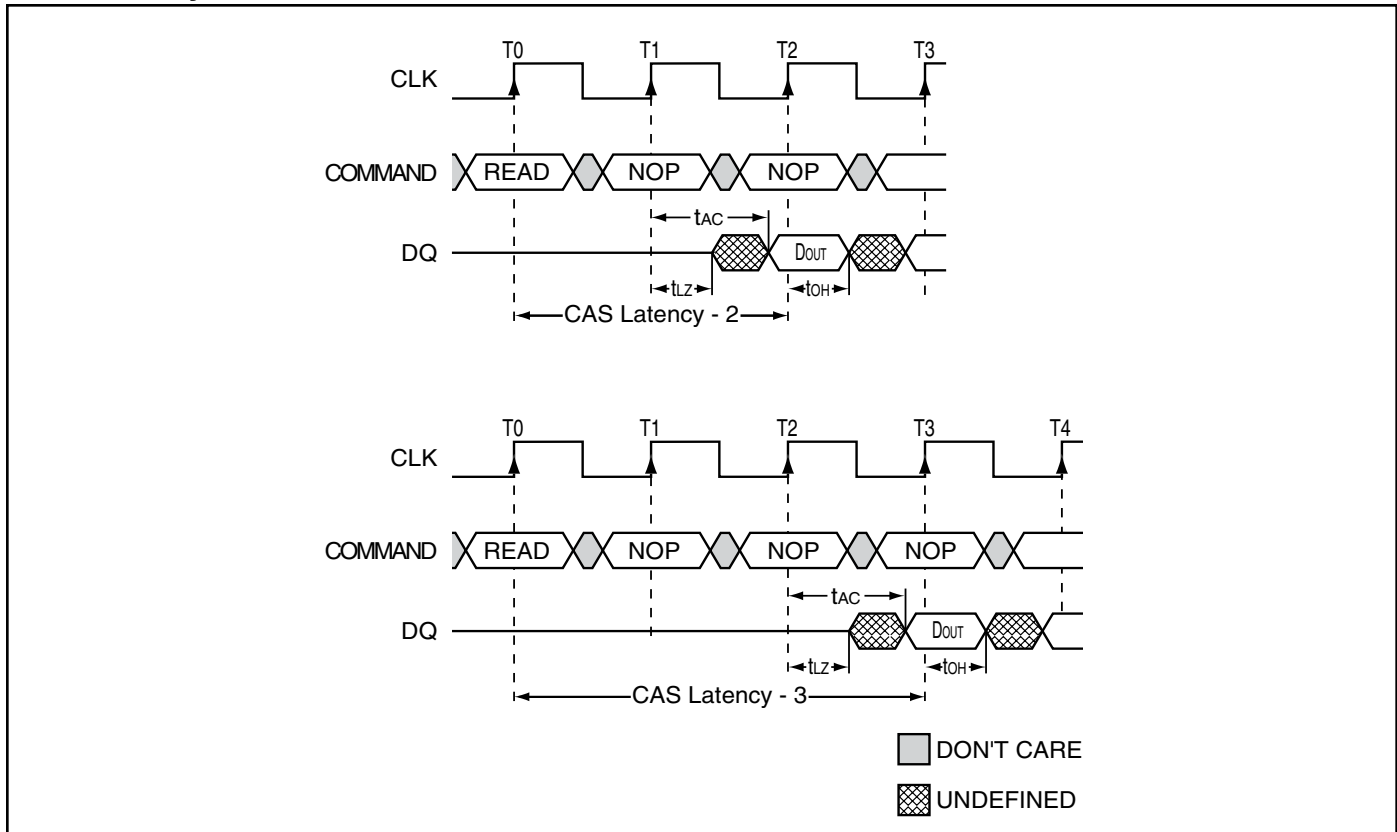 T0 T1 T2 T3
CLK
COMMAND READ NOP NOP
tAC
DQ DOUT
tLZ tOH
CAS Latency - 2
T0 T1 T2 T3 T4
CLK
COMMAND READ NOP NOP NOP
tAC
DQ DOUT
tLZ tOH
CAS Latency - 3
DON'T CARE
UNDEFINED